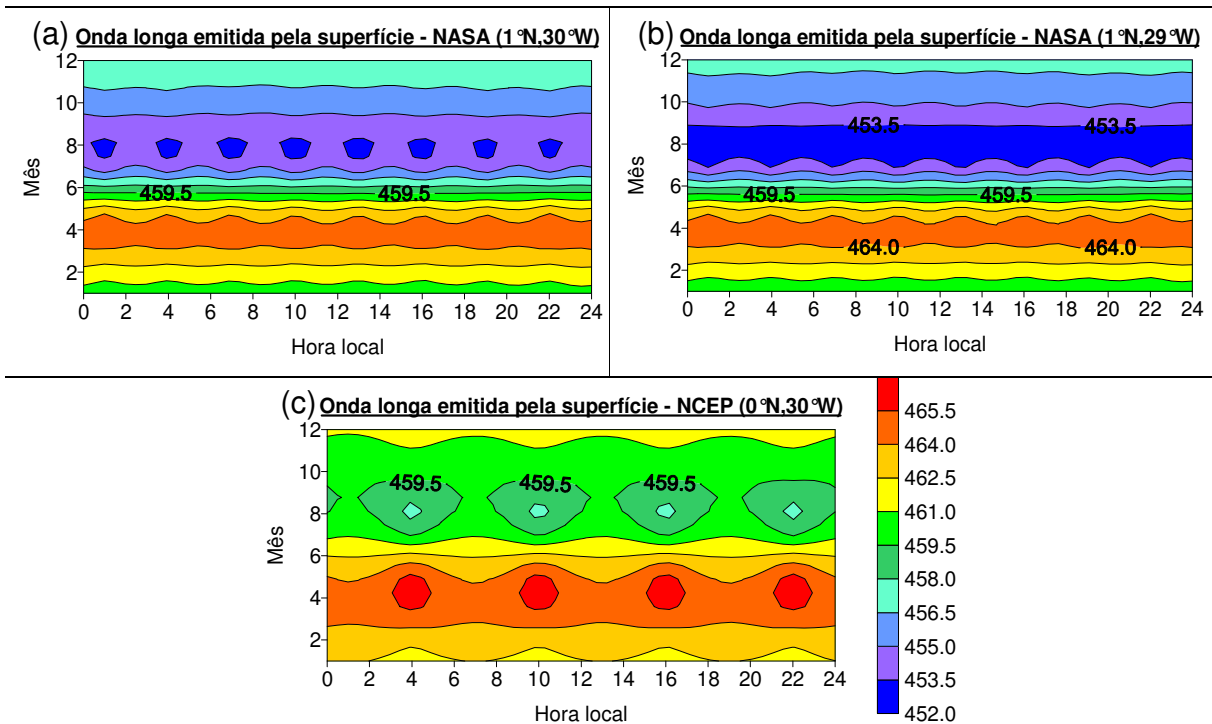 (a) Onda longa emitida pela superfície - NASA (1°N,30°W)
12
10
8
6
4
2
Mês
459.5 459.5
0 2 4 6 8 10 12 14 16 18 20 22 24
Hora local
(b) Onda longa emitida pela superfície - NASA (1°N,29°W)
12
10
8
6
4
2
Mês
453.5 453.5
459.5 459.5
464.0 464.0
0 2 4 6 8 10 12 14 16 18 20 22 24
Hora local
(c) Onda longa emitida pela superfície - NCEP (0°N,30°W)
12
10
8
6
4
2
Mês
459.5 459.5 459.5
0 2 4 6 8 10 12 14 16 18 20 22 24
Hora local
465.5
464.0
462.5
461.0
459.5
458.0
456.5
455.0
453.5
452.0